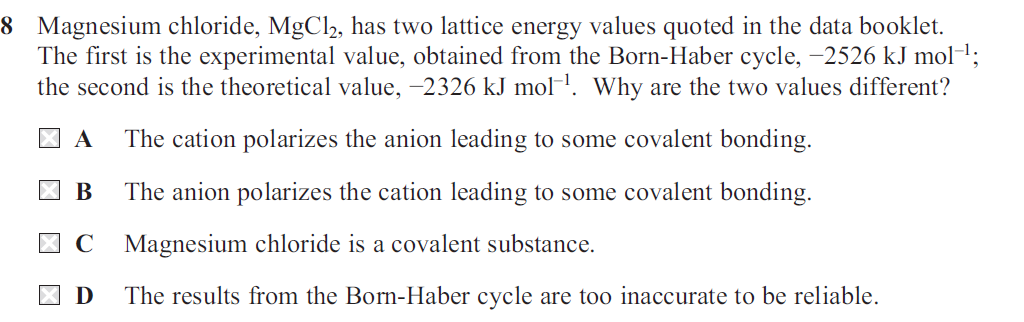 8 Magnesium chloride, MgCl₂, has two lattice energy values quoted in the data booklet.
The first is the experimental value, obtained from the Born-Haber cycle, −2526 kJ mol⁻¹;
the second is the theoretical value, −2326 kJ mol⁻¹. Why are the two values different?
A The cation polarizes the anion leading to some covalent bonding.
B The anion polarizes the cation leading to some covalent bonding.
C Magnesium chloride is a covalent substance.
D The results from the Born-Haber cycle are too inaccurate to be reliable.